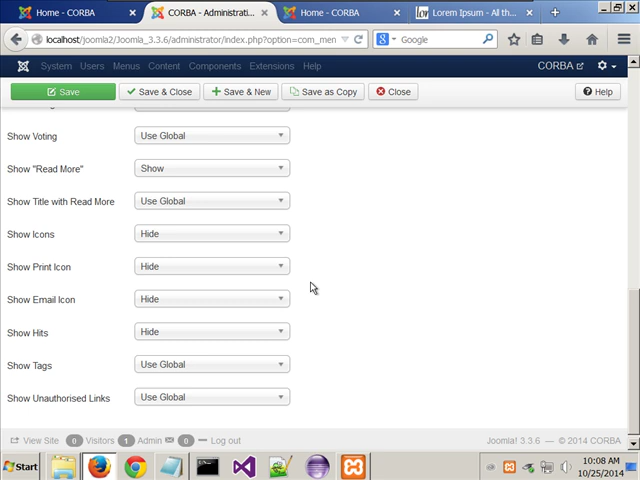 Home - CORBA
CORBA - Administrati...
Home - CORBA
Lorem Ipsum - All th...
localhost/joomla2/Joomla_3.3.6/administrator/index.php?option=com_men
Google
System Users Menus Content Components Extensions Help
CORBA
Save
Save & Close
Save & New
Save as Copy
Close
Help
Show Voting
Use Global
Show "Read More"
Show
Show Title with Read More
Use Global
Show Icons
Hide
Show Print Icon
Hide
Show Email Icon
Hide
Show Hits
Hide
Show Tags
Use Global
Show Unauthorised Links
Use Global
View Site 0 Visitors 1 Admin 0 Log out
Joomla! 3.3.6 — © 2014 CORBA
Start
10:08 AM
10/25/2014